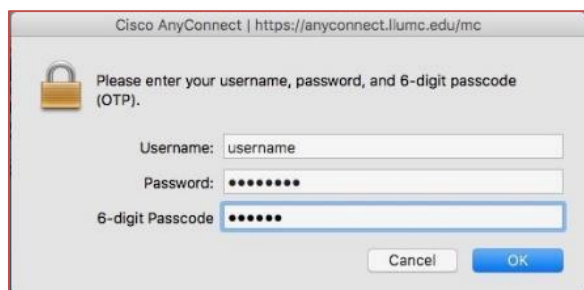 Cisco AnyConnect | https://anyconnect.llumc.edu/mc
Please enter your username, password, and 6-digit passcode
(OTP).
Username: username
Password: ●●●●●●●●
6-digit Passcode ●●●●●●
Cancel OK